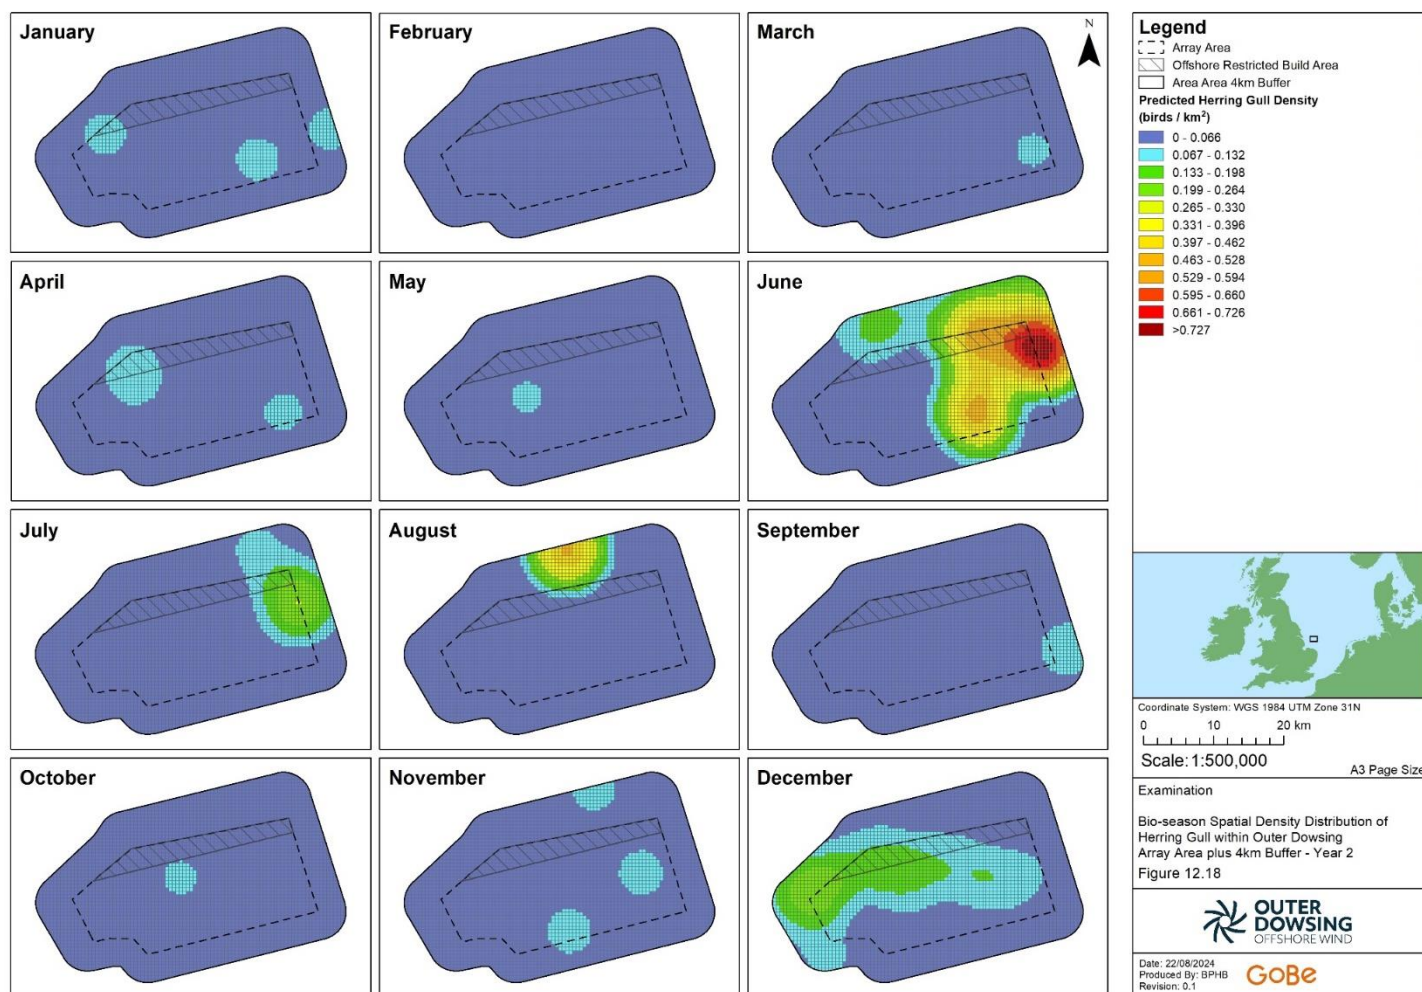 January
February
March
N
April
May
June
July
August
September
October
November
December
Legend
Array Area
Offshore Restricted Build Area
Area Area 4km Buffer
Predicted Herring Gull Density
(birds / km²)
0 - 0.066
0.067 - 0.132
0.133 - 0.198
0.199 - 0.264
0.265 - 0.330
0.331 - 0.396
0.397 - 0.462
0.463 - 0.528
0.529 - 0.594
0.595 - 0.660
0.661 - 0.726
>0.727
Coordinate System: WGS 1984 UTM Zone 31N
0 10 20 km
Scale: 1:500,000
A3 Page Size
Examination
Bio-season Spatial Density Distribution of
Herring Gull within Outer Dowsing
Array Area plus 4km Buffer - Year 2
Figure 12.18
OUTER
DOWSING
OFFSHORE WIND
Date: 22/08/2024
Produced By: BPHB
Revision: 0.1
GoBe